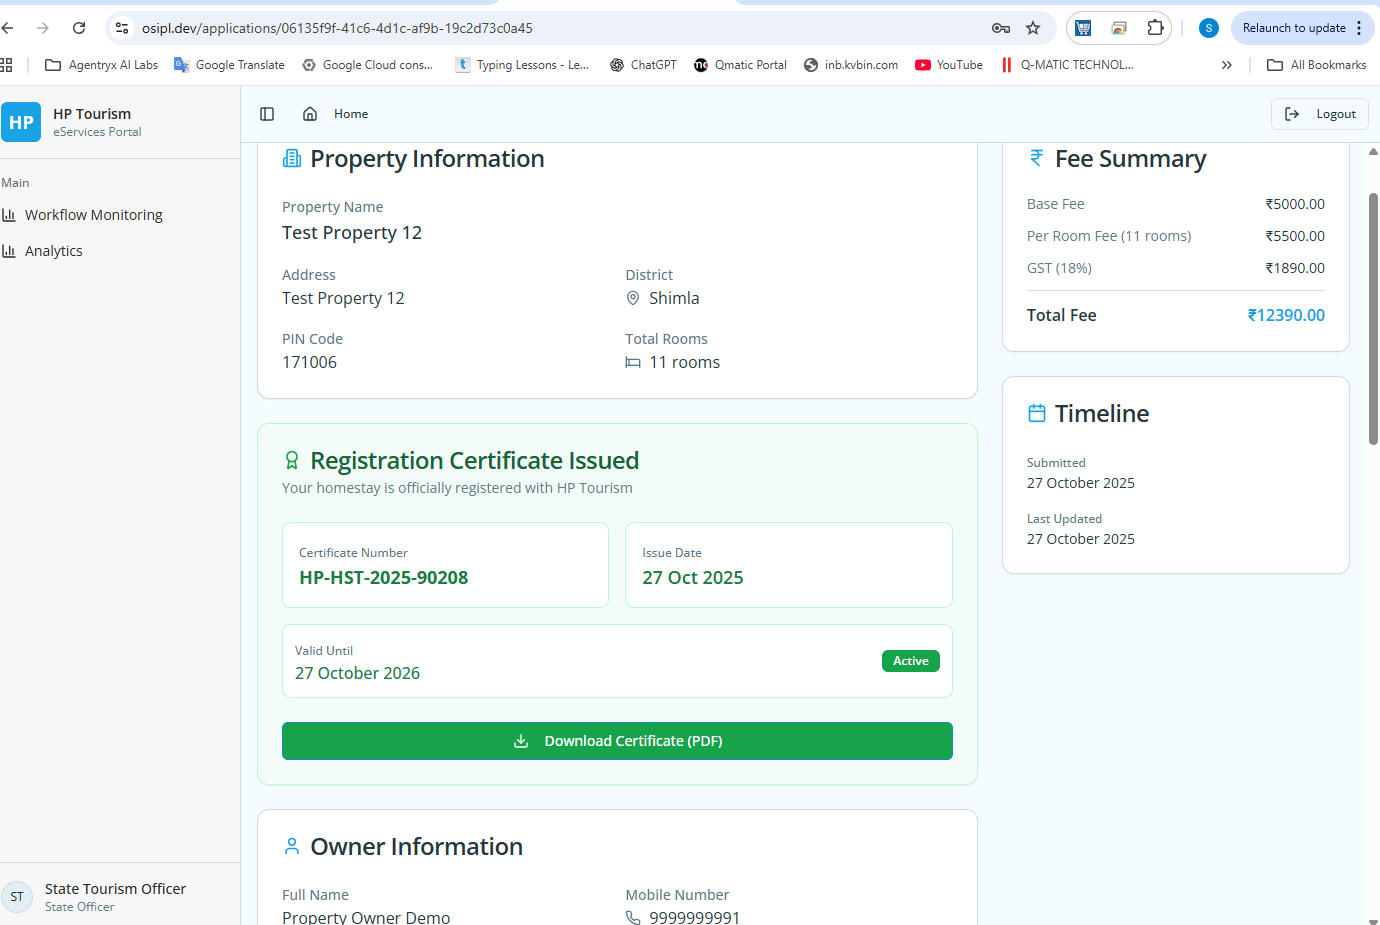 osipl.dev/applications/06135f9f-41c6-4d1c-af9b-19c2d73c0a45
S
Relaunch to update
Agentryx AI Labs
Google Translate
Google Cloud cons...
Typing Lessons - Le...
ChatGPT
Qmatic Portal
inb.kvbin.com
YouTube
Q-MATIC TECHNOL...
All Bookmarks
HP
HP Tourism
eServices Portal
Home
Logout
Main
Workflow Monitoring
Analytics
Property Information
Property Name
Test Property 12
Address
Test Property 12
District
Shimla
PIN Code
171006
Total Rooms
11 rooms
Fee Summary
Base Fee ₹5000.00
Per Room Fee (11 rooms) ₹5500.00
GST (18%) ₹1890.00
Total Fee ₹12390.00
Timeline
Submitted
27 October 2025
Last Updated
27 October 2025
Registration Certificate Issued
Your homestay is officially registered with HP Tourism
Certificate Number
HP-HST-2025-90208
Issue Date
27 Oct 2025
Valid Until
27 October 2026
Active
Download Certificate (PDF)
Owner Information
Full Name
Property Owner Demo
Mobile Number
9999999991
ST
State Tourism Officer
State Officer